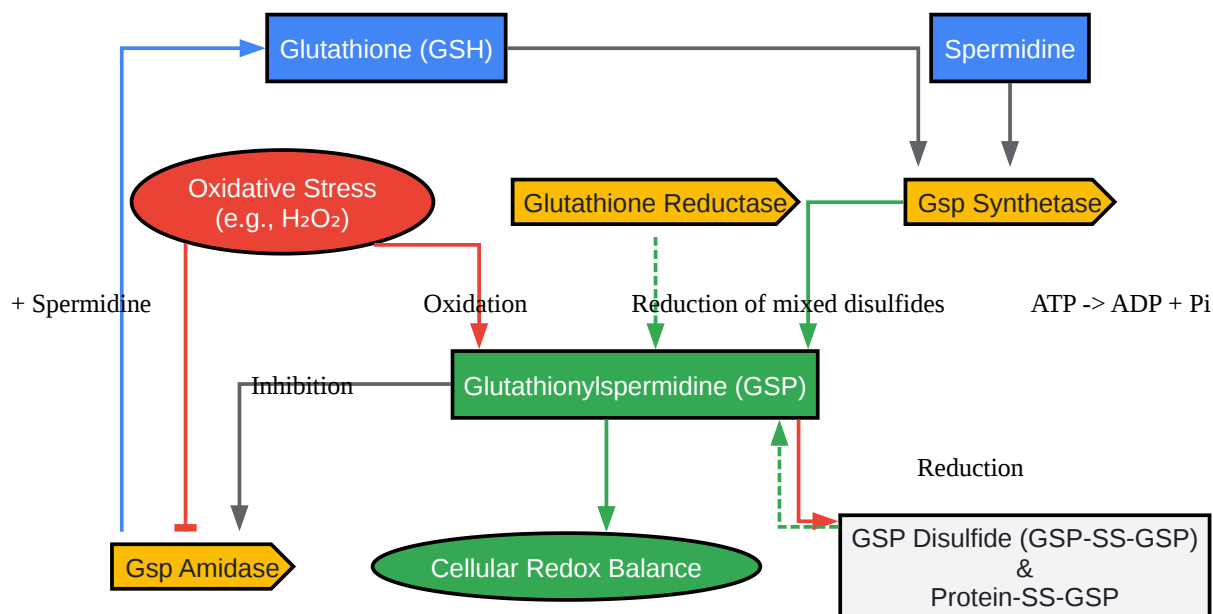 Glutathione (GSH)
Spermidine
Oxidative Stress
(e.g., H₂O₂)
Glutathione Reductase
Gsp Synthetase
+ Spermidine
Oxidation
Reduction of mixed disulfides
ATP -> ADP + Pi
Inhibition
Glutathionylspermidine (GSP)
Reduction
Gsp Amidase
Cellular Redox Balance
GSP Disulfide (GSP-SS-GSP)
&
Protein-SS-GSP